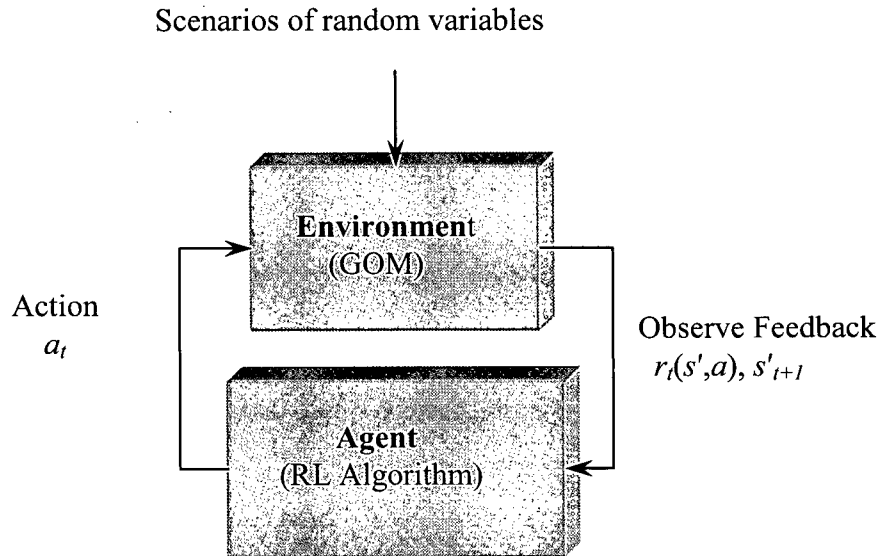 Scenarios of random variables
Environment
(GOM)
Action
a_t
Observe Feedback
r_t(s',a), s'_{t+1}
Agent
(RL Algorithm)